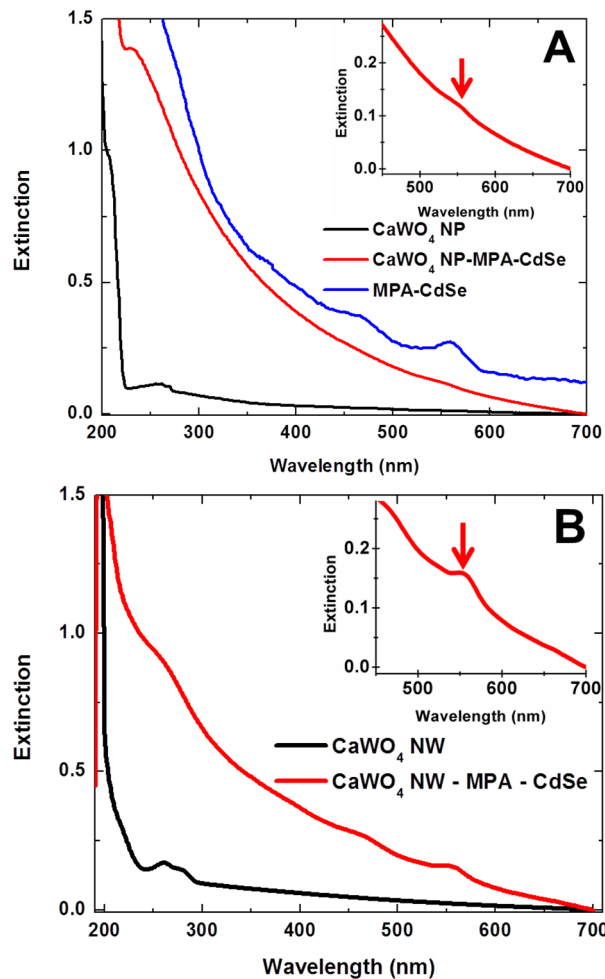 A
1.5
1.0
0.5
0.0
Extinction
200 300 400 500 600 700
Wavelength (nm)
0.2
0.1
0.0
Extinction
500 600 700
Wavelength (nm)
CaWO₄ NP
CaWO₄ NP-MPA-CdSe
MPA-CdSe
B
1.5
1.0
0.5
0.0
Extinction
200 300 400 500 600 700
Wavelength (nm)
0.2
0.1
0.0
Extinction
500 600 700
Wavelength (nm)
CaWO₄ NW
CaWO₄ NW - MPA - CdSe